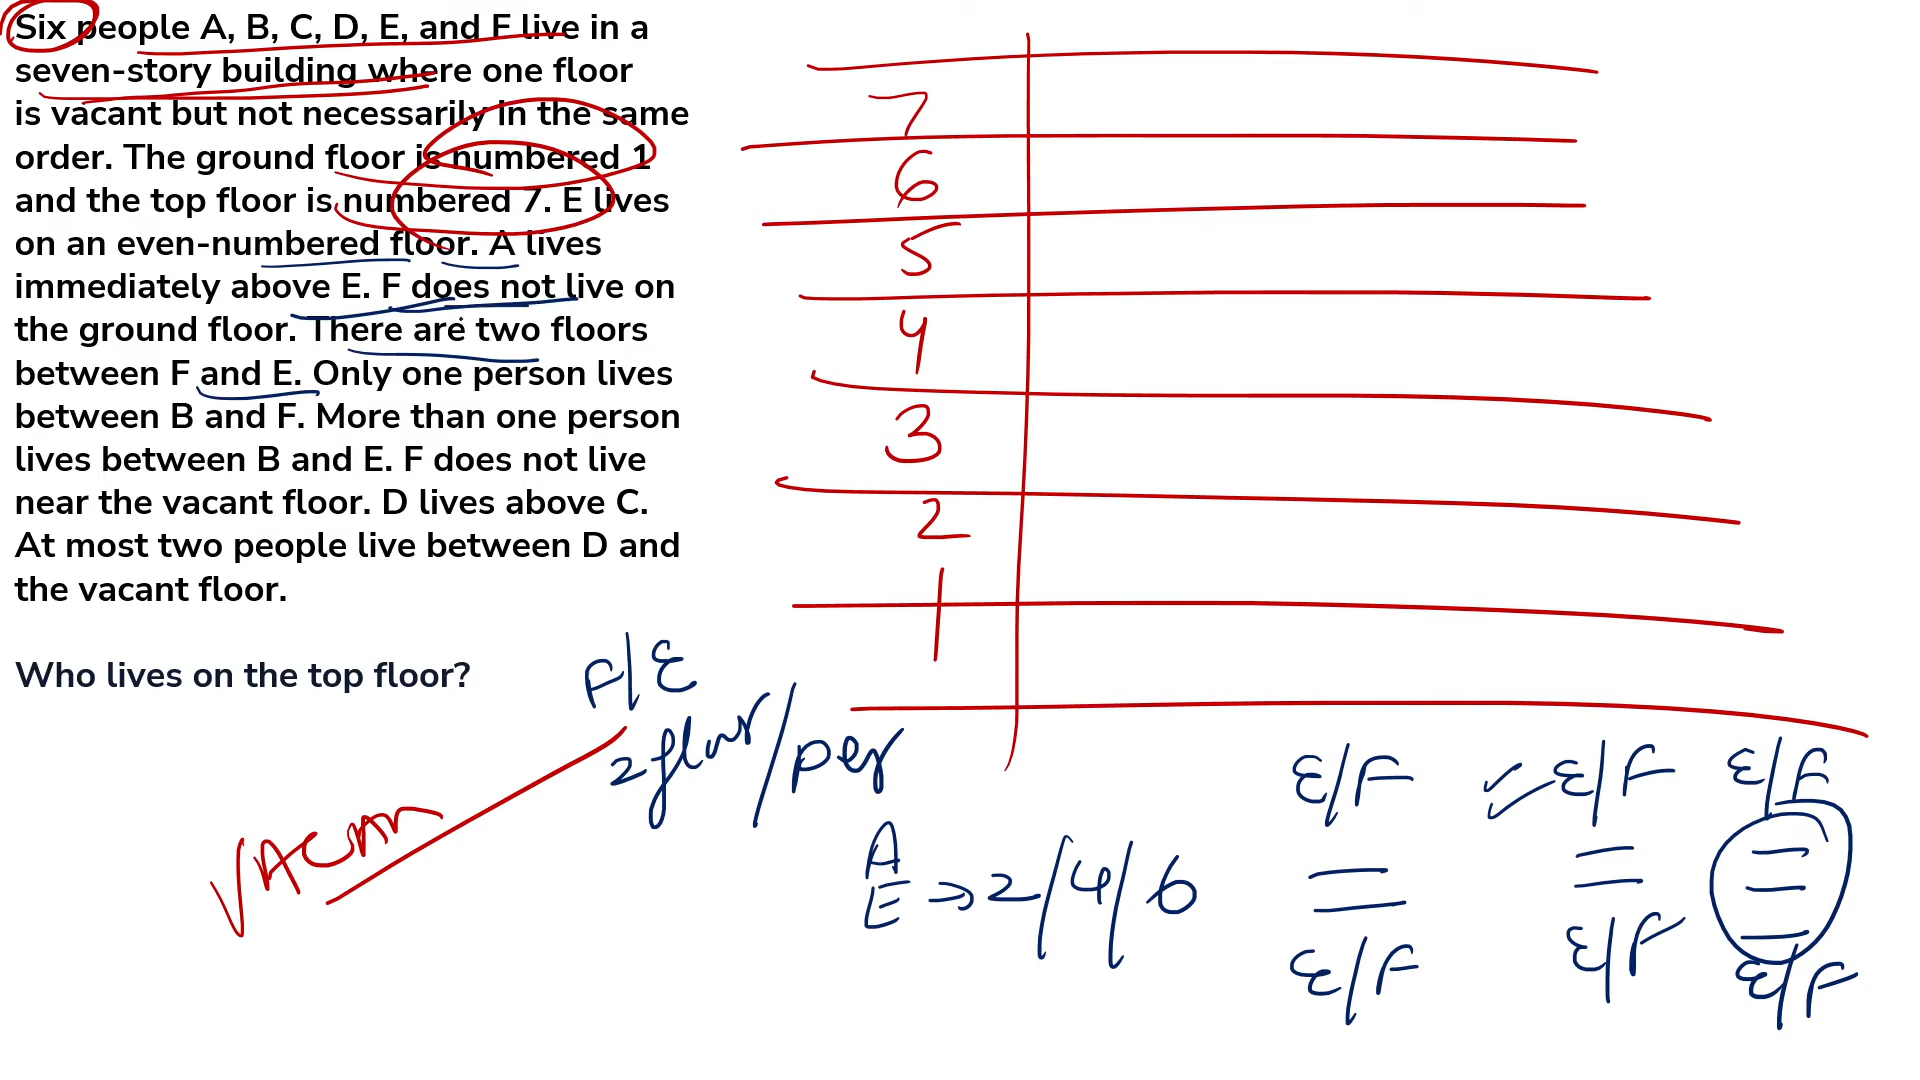 Six people A, B, C, D, E, and F live in a
seven-story building where one floor
is vacant but not necessarily in the same
order. The ground floor is numbered 1
and the top floor is numbered 7. E lives
on an even-numbered floor. A lives
immediately above E. F does not live on
the ground floor. There are two floors
between F and E. Only one person lives
between B and F. More than one person
lives between B and E. F does not live
near the vacant floor. D lives above C.
At most two people live between D and
the vacant floor.
Who lives on the top floor?
7
6
5
4
3
2
1
F/E
2 floor/per
VACAN
A
E → 2/4/6
E/F
E/F
E/F
E/F
E/F
E/F